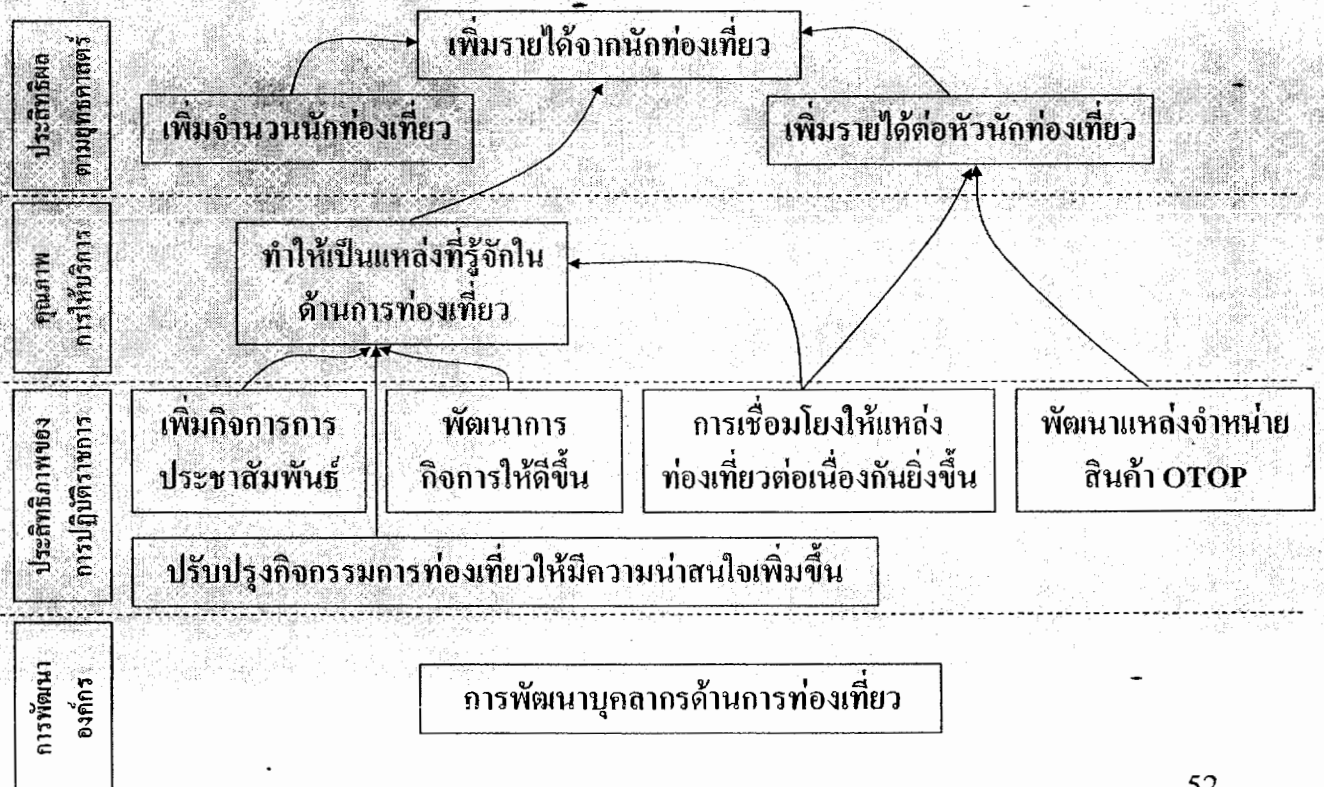 ประสิทธิผล
ตามยุทธศาสตร์
เพิ่มรายได้จากนักท่องเที่ยว
เพิ่มจำนวนนักท่องเที่ยว
เพิ่มรายได้ต่อหัวนักท่องเที่ยว
คุณภาพ
การให้บริการ
ทำให้เป็นแหล่งที่รู้จักใน
ด้านการท่องเที่ยว
ประสิทธิภาพของ
การปฏิบัติราชการ
เพิ่มกิจการการ
ประชาสัมพันธ์
พัฒนาการ
กิจการให้ดีขึ้น
การเชื่อมโยงให้แหล่ง
ท่องเที่ยวต่อเนื่องกันยิ่งขึ้น
พัฒนาแหล่งจำหน่าย
สินค้า OTOP
ปรับปรุงกิจกรรมการท่องเที่ยวให้มีความน่าสนใจเพิ่มขึ้น
การพัฒนา
องค์กร
การพัฒนาบุคลากรด้านการท่องเที่ยว
52